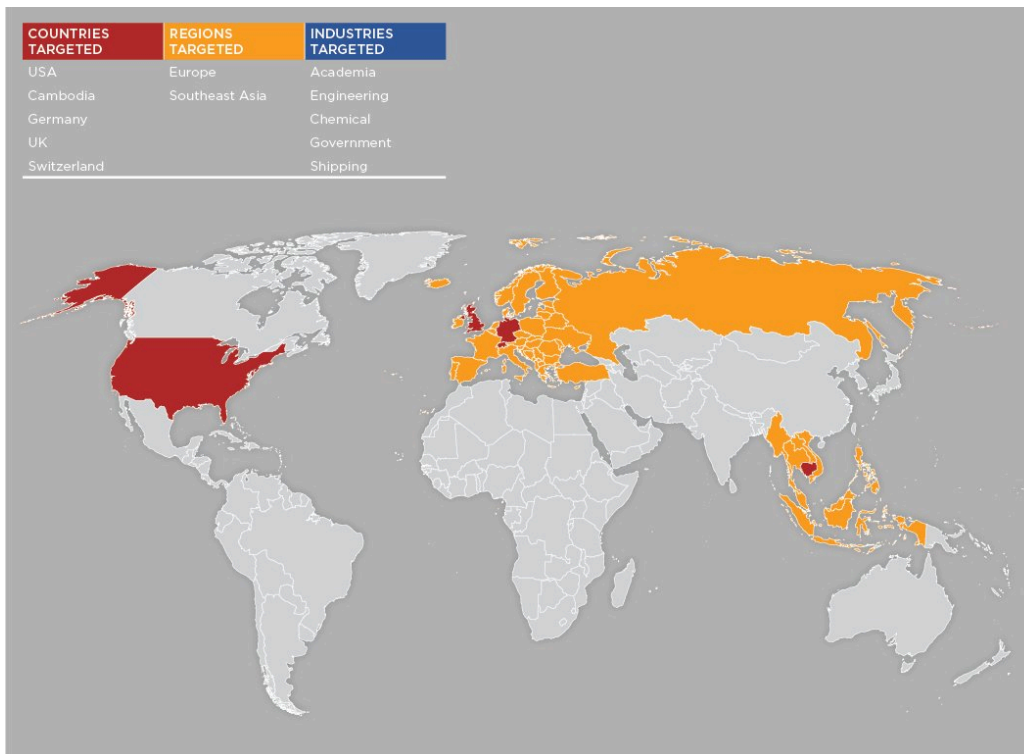 COUNTRIES TARGETED
REGIONS TARGETED
INDUSTRIES TARGETED
USA
Europe
Academia
Cambodia
Southeast Asia
Engineering
Germany
Chemical
UK
Government
Switzerland
Shipping